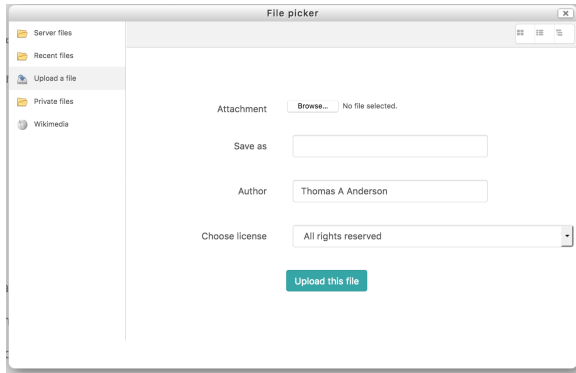 File picker
Server files
Recent files
Upload a file
Private files
Wikimedia
Attachment Browse... No file selected.
Save as
Author Thomas A Anderson
Choose license All rights reserved
Upload this file